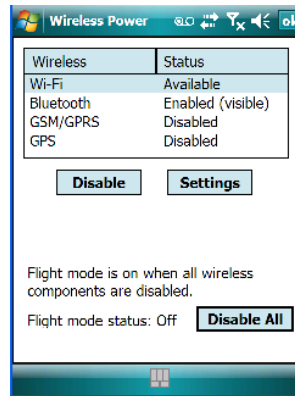 Wireless Power ok
Wireless Status
Wi-Fi Available
Bluetooth Enabled (visible)
GSM/GPRS Disabled
GPS Disabled
Disable Settings
Flight mode is on when all wireless
components are disabled.
Flight mode status: Off Disable All